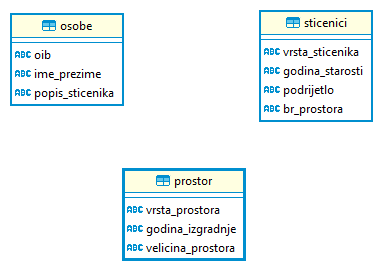 osobe
ABC oib
ABC ime_prezime
ABC popis_sticenika
sticenici
ABC vrsta_sticenika
ABC godina_starosti
ABC podrijetlo
ABC br_prostora
prostor
ABC vrsta_prostora
ABC godina_izgradnje
ABC velicina_prostora